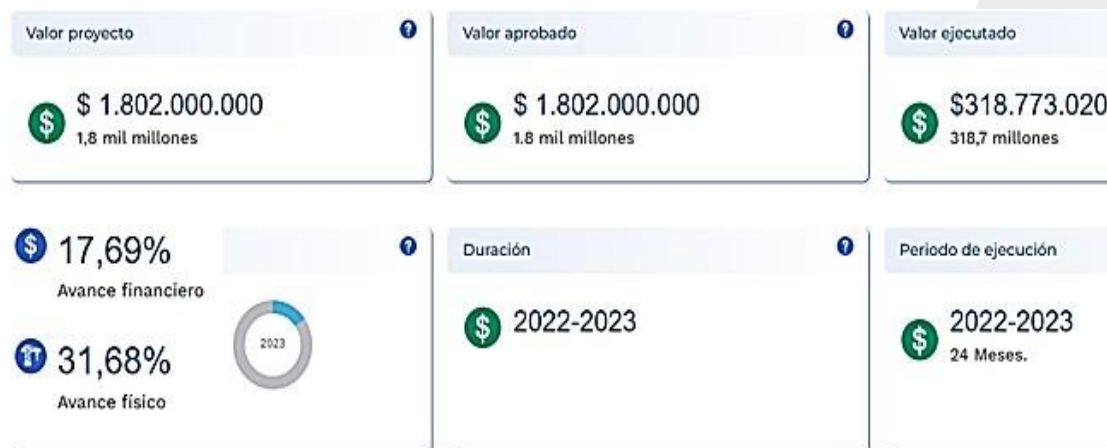 Valor proyecto
$ 1.802.000.000
1,8 mil millones
Valor aprobado
$ 1.802.000.000
1.8 mil millones
Valor ejecutado
$318.773.020
318,7 millones
17,69%
Avance financiero
31,68%
Avance físico
2023
Duración
2022-2023
Periodo de ejecución
2022-2023
24 Meses.